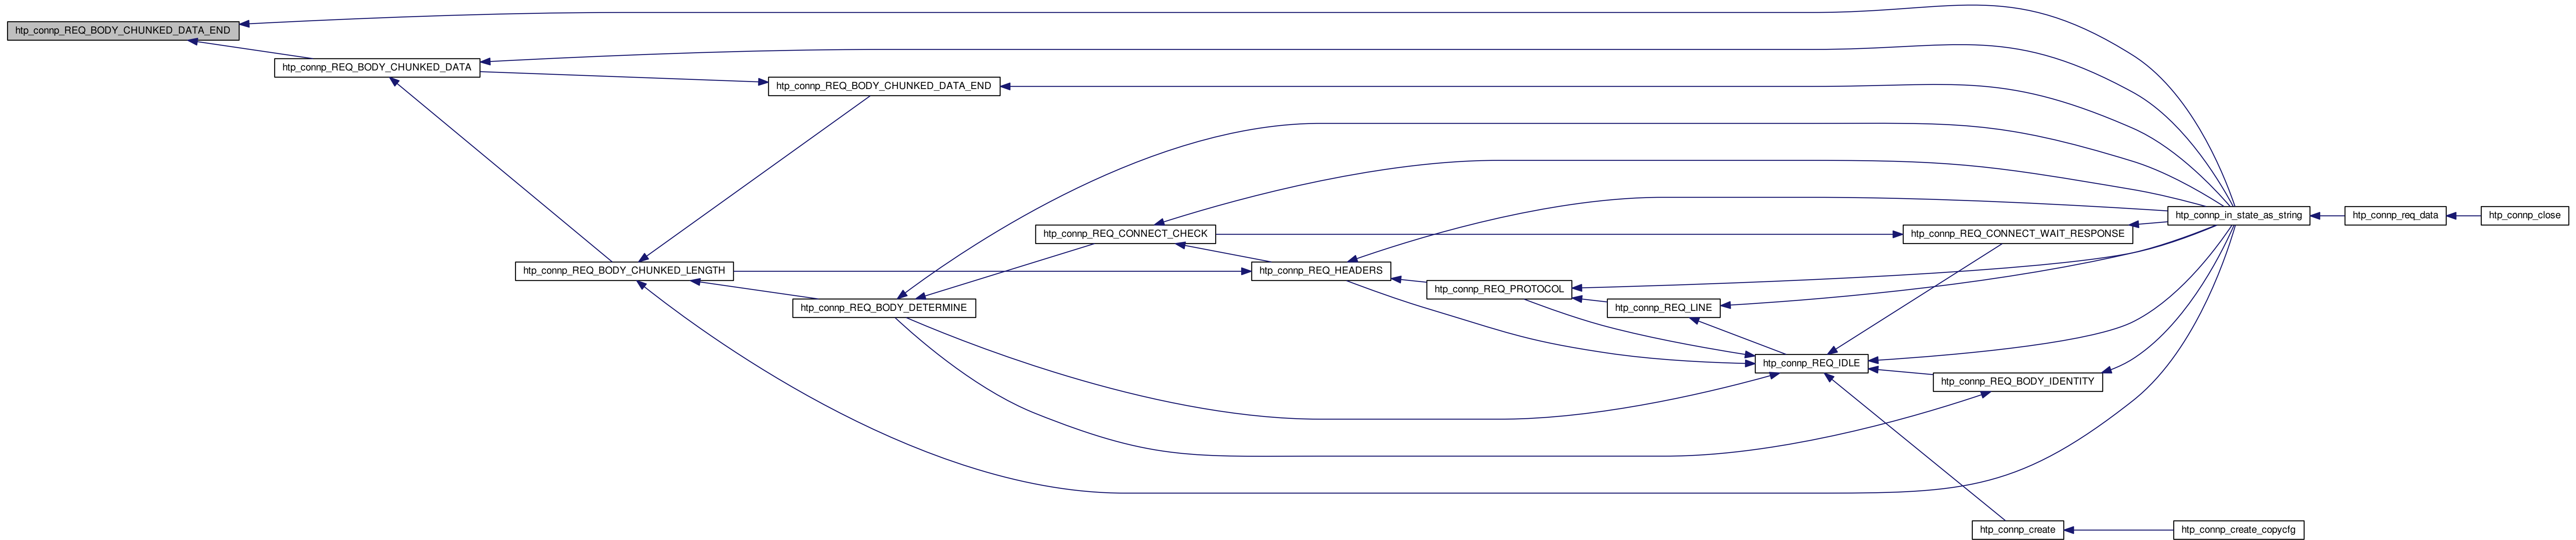 htp_connp_REQ_BODY_CHUNKED_DATA_END
htp_connp_REQ_BODY_CHUNKED_DATA
htp_connp_REQ_BODY_CHUNKED_DATA_END
htp_connp_in_state_as_string
htp_connp_req_data
htp_connp_close
htp_connp_REQ_CONNECT_CHECK
htp_connp_REQ_CONNECT_WAIT_RESPONSE
htp_connp_REQ_BODY_CHUNKED_LENGTH
htp_connp_REQ_HEADERS
htp_connp_REQ_PROTOCOL
htp_connp_REQ_BODY_DETERMINE
htp_connp_REQ_LINE
htp_connp_REQ_IDLE
htp_connp_REQ_BODY_IDENTITY
htp_connp_create
htp_connp_create_copycfg